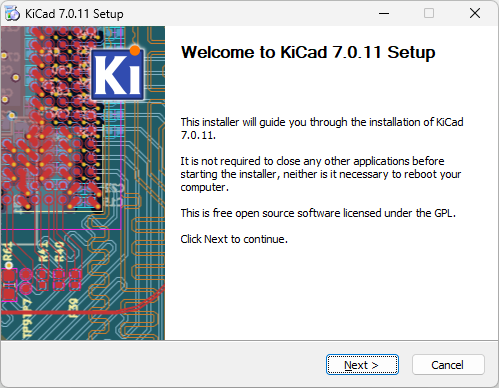 KiCad 7.0.11 Setup
Ki
Welcome to KiCad 7.0.11 Setup
This installer will guide you through the installation of KiCad
7.0.11.
It is not required to close any other applications before
starting the installer, neither is it necessary to reboot your
computer.
This is free open source software licensed under the GPL.
Click Next to continue.
R41
R40
R39
Next >
Cancel